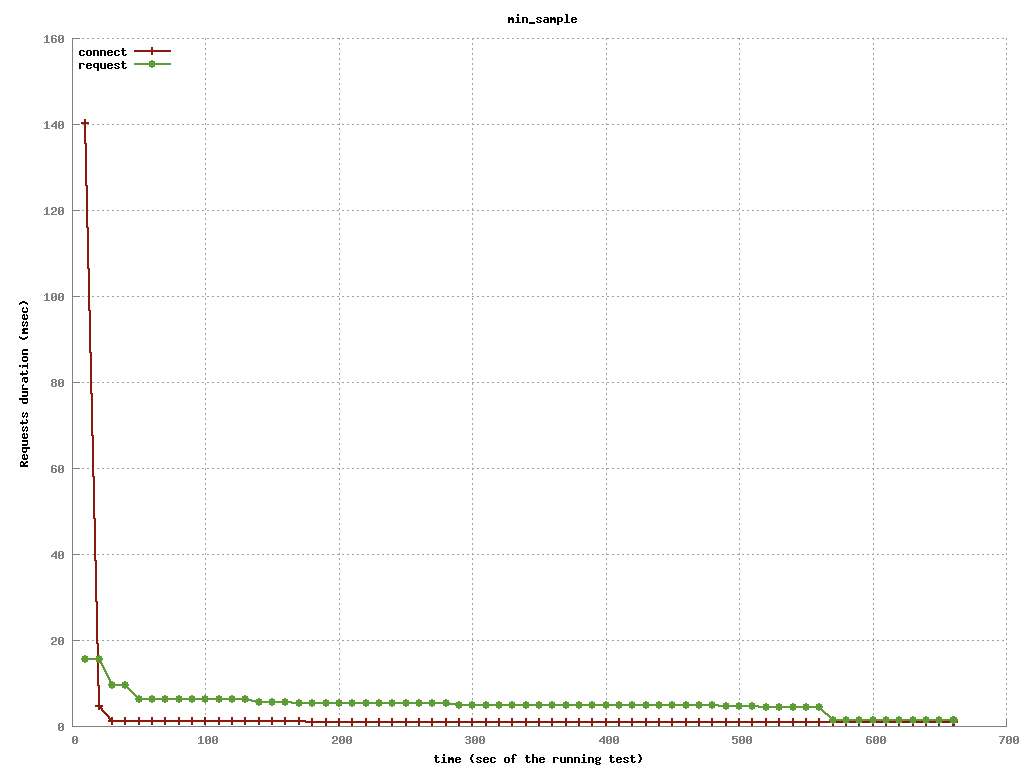 min_sample
160
connect
request
140
120
100
80
60
40
20
0
Requests duration (msec)
0 100 200 300 400 500 600 700
time (sec of the running test)